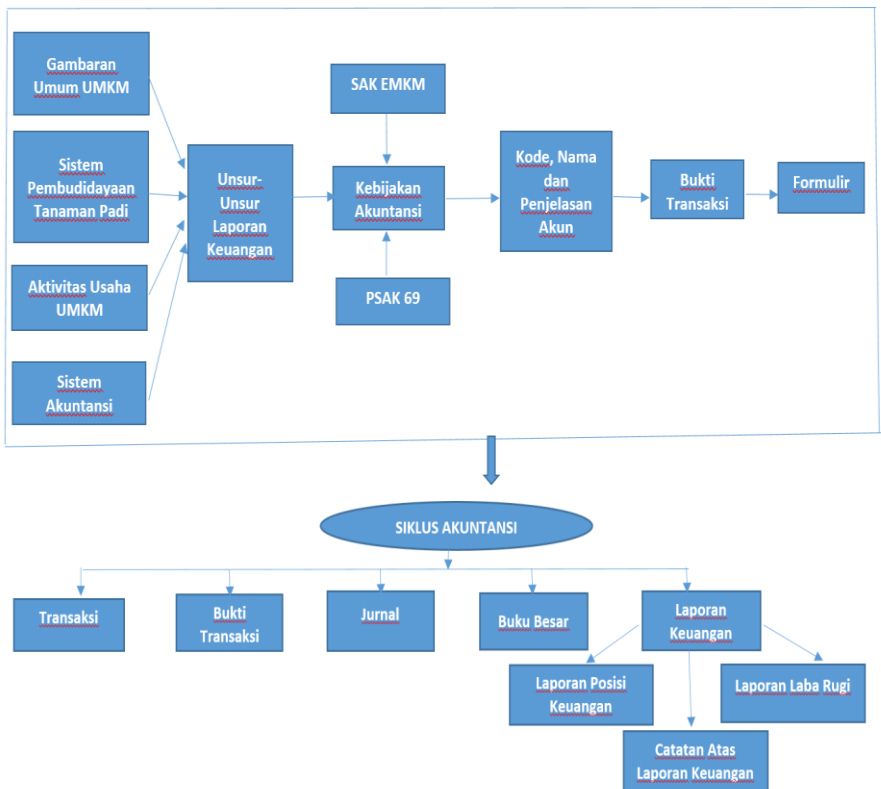 Gambaran
Umum UMKM
Sistem
Pembudidayaan
Tanaman Padi
Aktivitas Usaha
UMKM
Sistem
Akuntansi
Unsur-
Unsur
Laporan
Keuangan
SAK EMKM
Kebijakan
Akuntansi
PSAK 69
Kode, Nama
dan
Penjelasan
Akun
Bukti
Transaksi
Formulir
SIKLUS AKUNTANSI
Transaksi
Bukti
Transaksi
Jurnal
Buku Besar
Laporan
Keuangan
Laporan Posisi
Keuangan
Laporan Laba Rugi
Catatan Atas
Laporan Keuangan